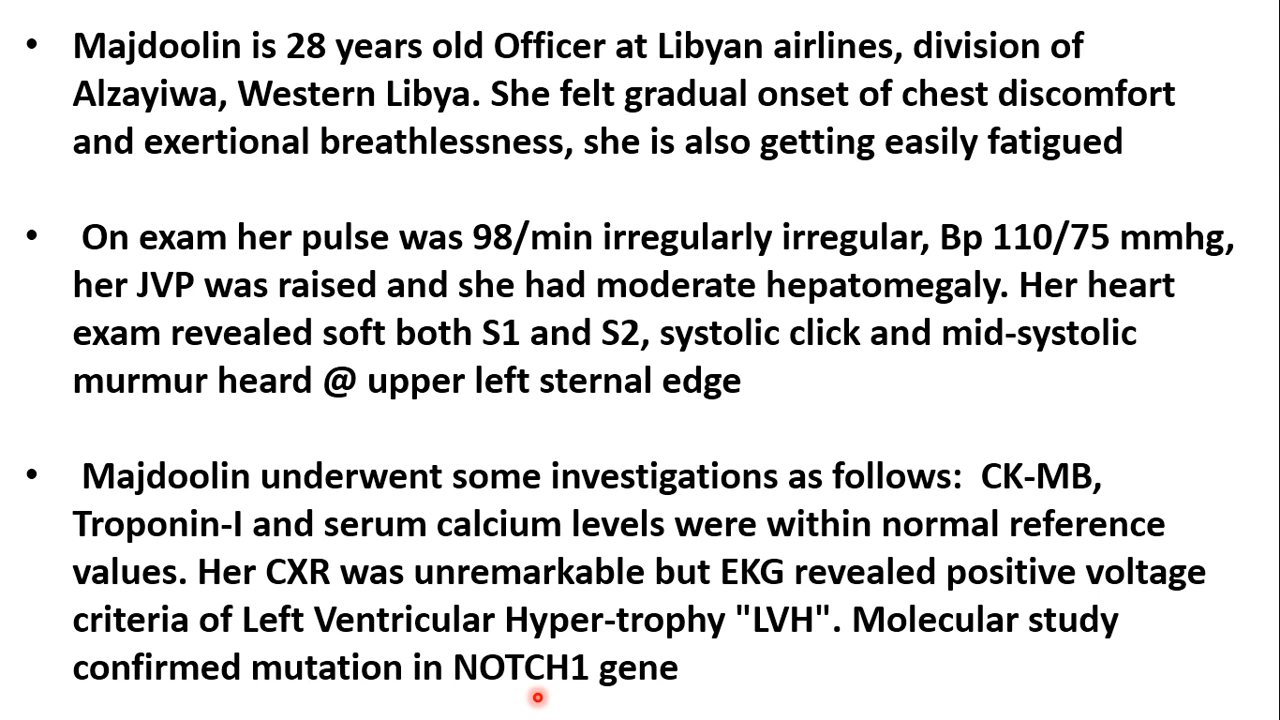 • Majdoolin is 28 years old Officer at Libyan airlines, division of
Alzayiwa, Western Libya. She felt gradual onset of chest discomfort
and exertional breathlessness, she is also getting easily fatigued
• On exam her pulse was 98/min irregularly irregular, Bp 110/75 mmhg,
her JVP was raised and she had moderate hepatomegaly. Her heart
exam revealed soft both S1 and S2, systolic click and mid-systolic
murmur heard @ upper left sternal edge
• Majdoolin underwent some investigations as follows: CK-MB,
Troponin-I and serum calcium levels were within normal reference
values. Her CXR was unremarkable but EKG revealed positive voltage
criteria of Left Ventricular Hyper-trophy "LVH". Molecular study
confirmed mutation in NOTCH1 gene